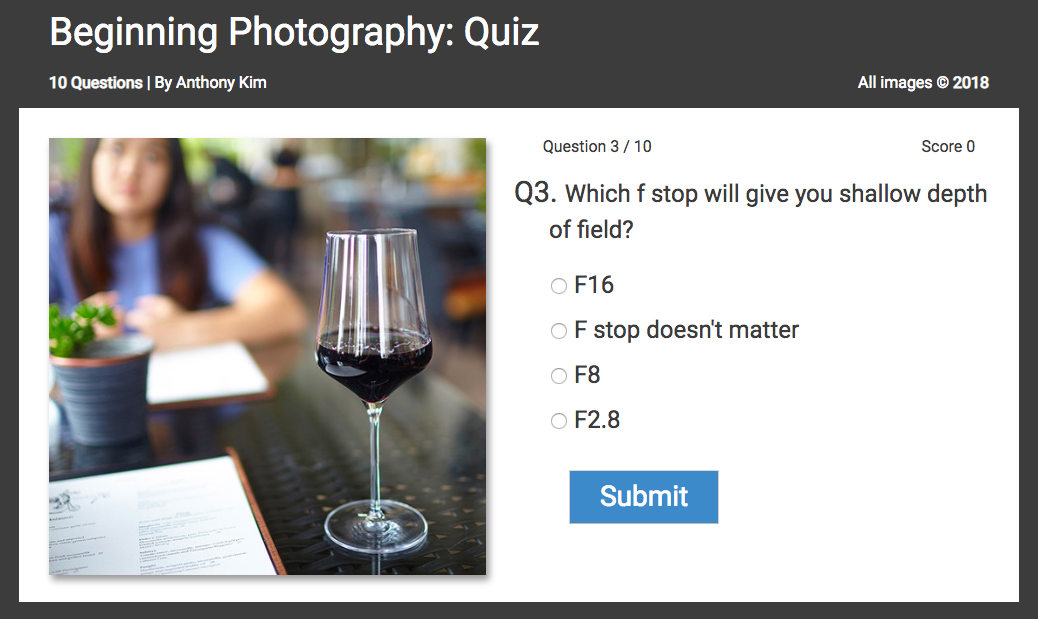 Beginning Photography: Quiz
10 Questions | By Anthony Kim
All images © 2018
Question 3 / 10
Score 0
Q3. Which f stop will give you shallow depth
of field?
F16
F stop doesn't matter
F8
F2.8
Submit